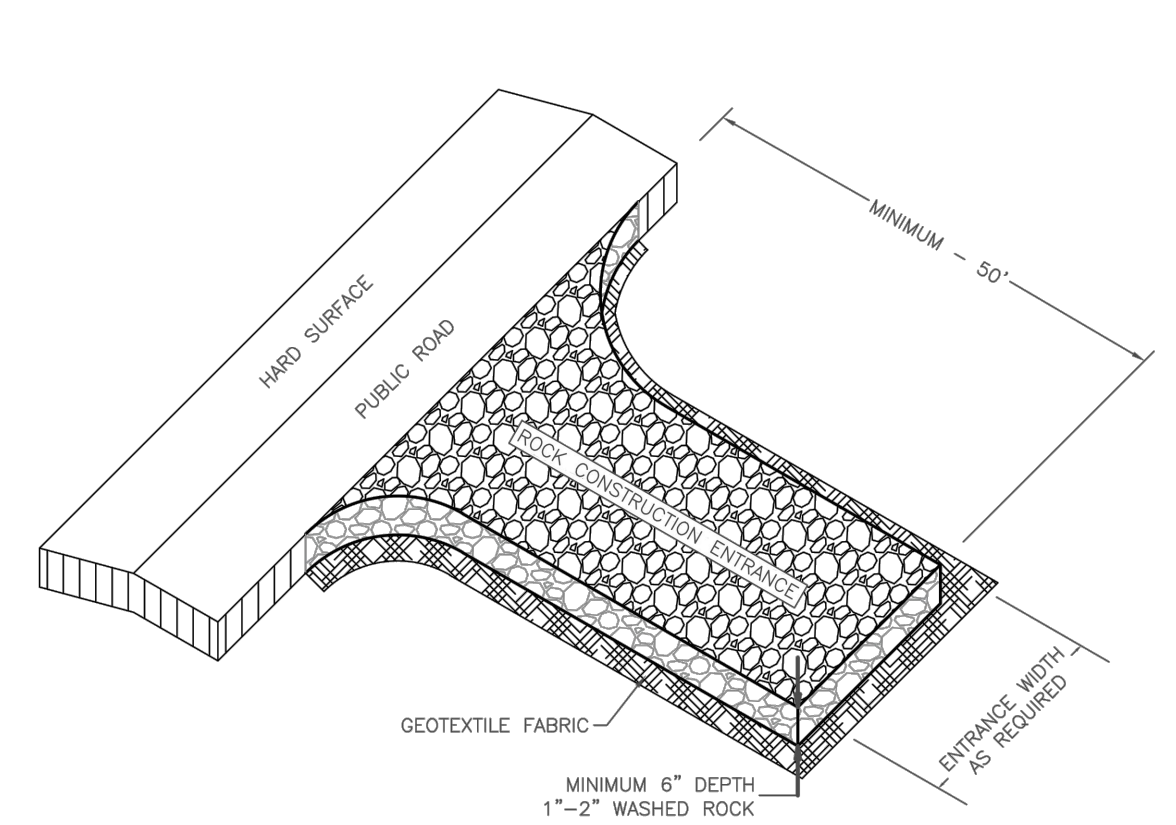 MINIMUM - 50'
HARD SURFACE
PUBLIC ROAD
ROCK CONSTRUCTION ENTRANCE
ENTRANCE WIDTH
AS REQUIRED
GEOTEXTILE FABRIC
MINIMUM 6" DEPTH
1"-2" WASHED ROCK